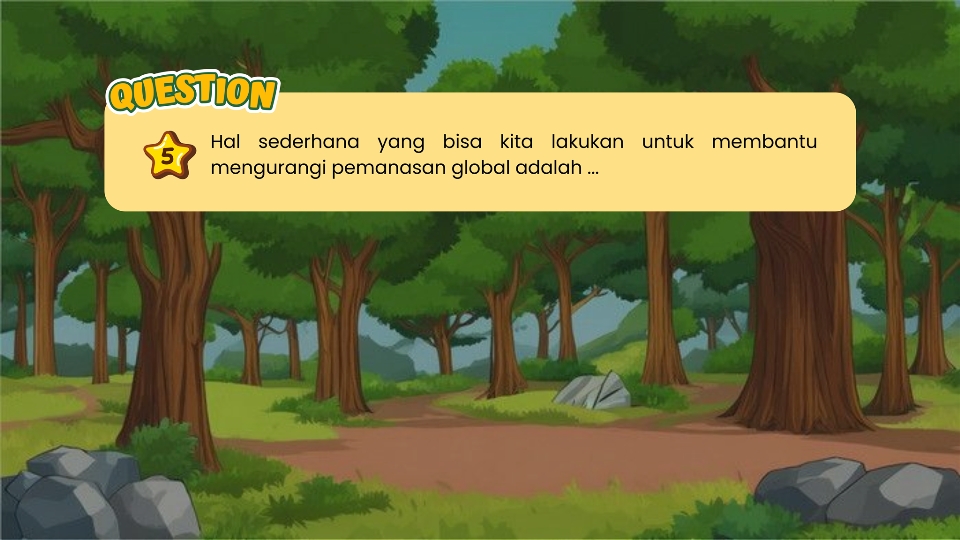 QUESTION
5
Hal sederhana yang bisa kita lakukan untuk membantu
mengurangi pemanasan global adalah ...